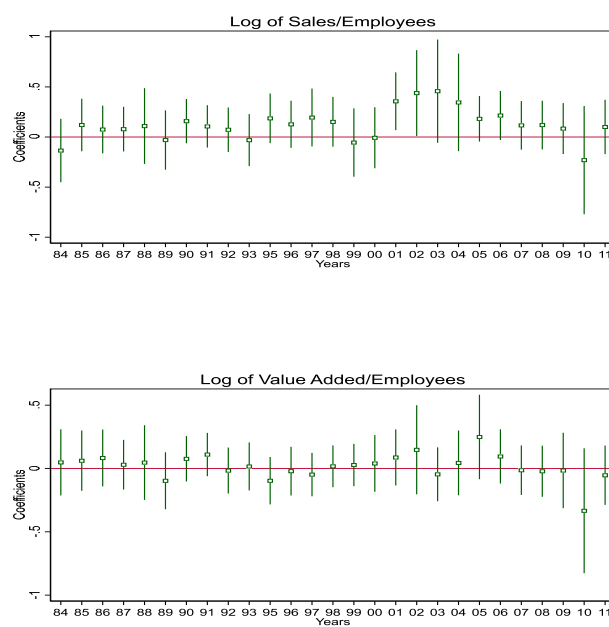 Log of Sales/Employees
1
.5
0
-.5
-1
Coefficients
84 85 86 87 88 89 90 91 92 93 94 95 96 97 98 99 00 01 02 03 04 05 06 07 08 09 10 11
Years
Log of Value Added/Employees
.5
0
-.5
-1
Coefficients
84 85 86 87 88 89 90 91 92 93 95 96 97 98 99 00 01 02 03 04 05 06 07 08 09 10 11
Years